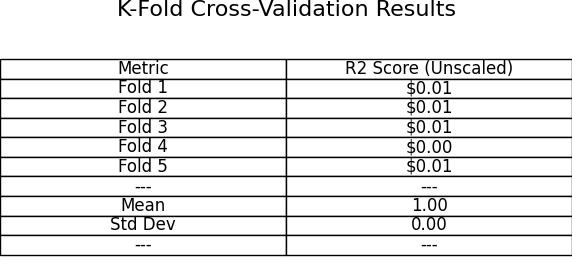 K-Fold Cross-Validation Results
Metric R2 Score (Unscaled)
Fold 1 $0.01
Fold 2 $0.01
Fold 3 $0.01
Fold 4 $0.00
Fold 5 $0.01
--- ---
Mean 1.00
Std Dev 0.00
--- ---